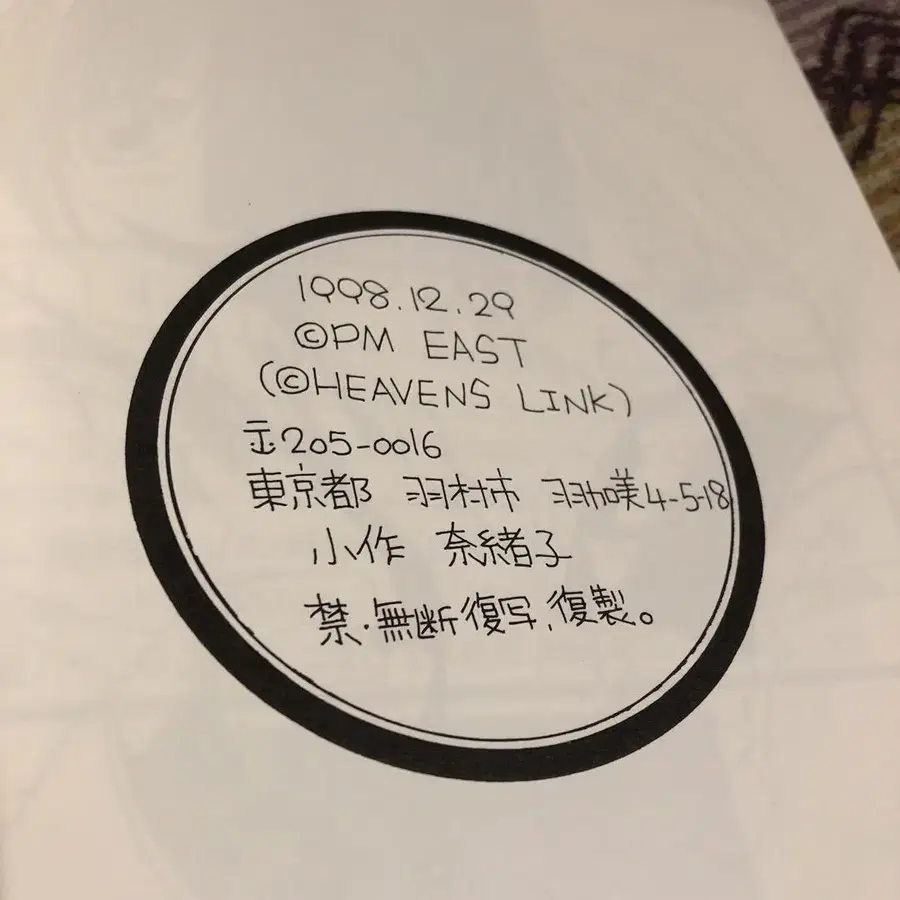 1998.12.29
©PM EAST
(©HEAVENS LINK)
〒205-0016
東京都 羽村市 羽加美4-5-18
小作 奈緒子
禁・無断復写,復製。